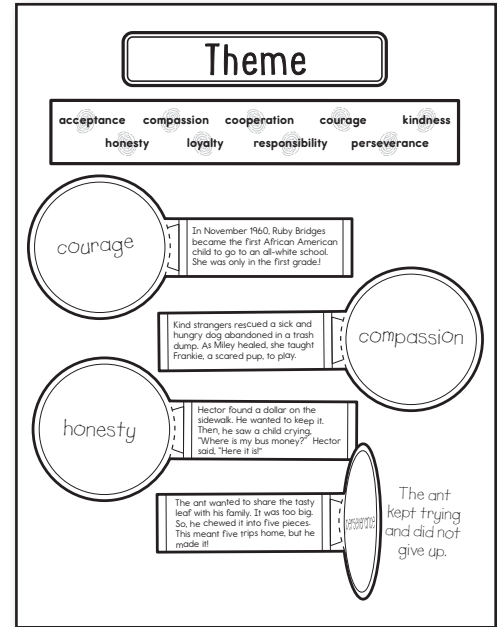 Theme
acceptance compassion cooperation courage kindness
honesty loyalty responsibility perseverance
courage
In November 1960, Ruby Bridges
became the first African American
child to go to an all-white school.
She was only in the first grade!
Kind strangers rescued a sick and
hungry dog abandoned in a trash
dump. As Miley healed, she taught
Frankie, a scared pup, to play.
compassion
honesty
Hector found a dollar on the
sidewalk. He wanted to keep it.
Then, he saw a child crying,
"Where is my bus money?" Hector
said, "Here it is!"
The ant wanted to share the tasty
leaf with his family. It was too big.
So, he chewed it into five pieces.
This meant five trips home, but he
made it!
perseverance
The ant
kept trying
and did not
give up.